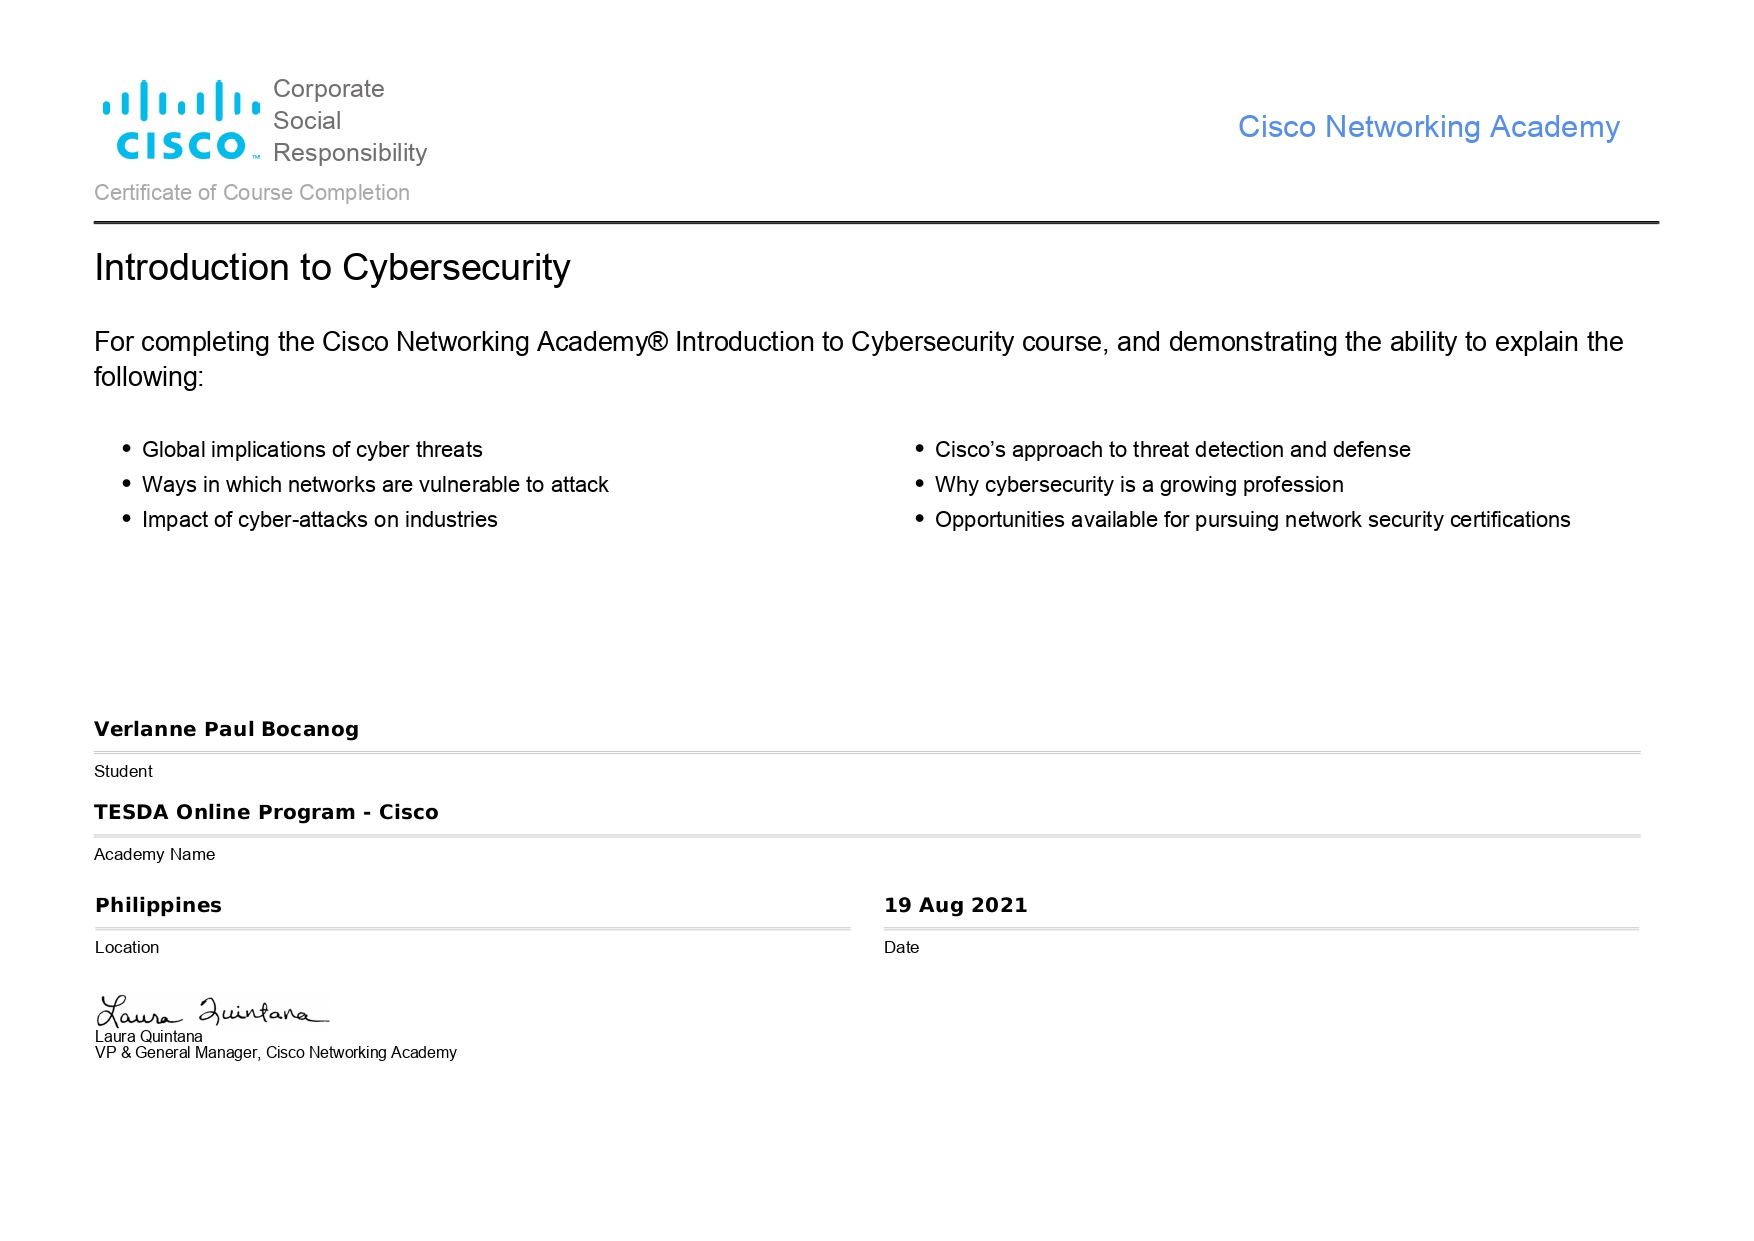 CISCO™
Corporate
Social
Responsibility
Cisco Networking Academy
Certificate of Course Completion
Introduction to Cybersecurity
For completing the Cisco Networking Academy® Introduction to Cybersecurity course, and demonstrating the ability to explain the
following:
• Global implications of cyber threats
• Ways in which networks are vulnerable to attack
• Impact of cyber-attacks on industries
• Cisco’s approach to threat detection and defense
• Why cybersecurity is a growing profession
• Opportunities available for pursuing network security certifications
Verlanne Paul Bocanog
Student
TESDA Online Program - Cisco
Academy Name
Philippines
Location
19 Aug 2021
Date
Laura Quintana
Laura Quintana
VP & General Manager, Cisco Networking Academy